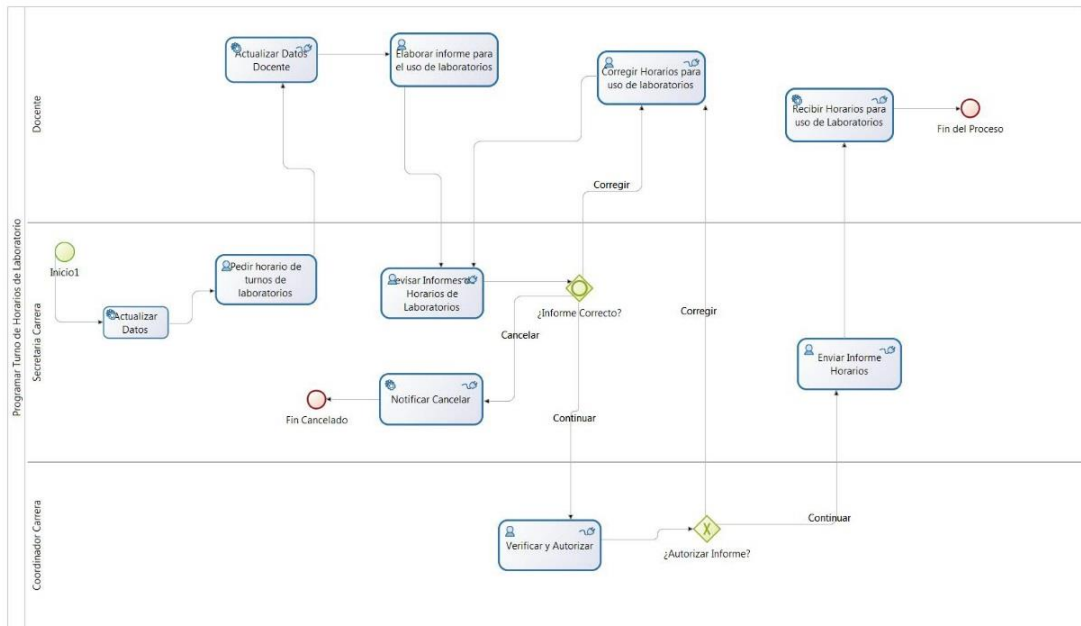 Programar Turno de Horarios de Laboratorio
Docente
Actualizar Datos
Docente
Elaborar informe para
el uso de laboratorios
Corregir Horarios para
uso de laboratorios
Recibir Horarios para
uso de Laboratorios
Fin del Proceso
Corregir
Secretaria Carrera
Inicio1
Actualizar
Datos
Pedir horario de
turnos de
laboratorios
evisar Informes d
Horarios de
Laboratorios
¿Informe Correcto?
Corregir
Cancelar
Notificar Cancelar
Fin Cancelado
Continuar
Enviar Informe
Horarios
Coordinador Carrera
Verificar y Autorizar
¿Autorizar Informe?
Continuar